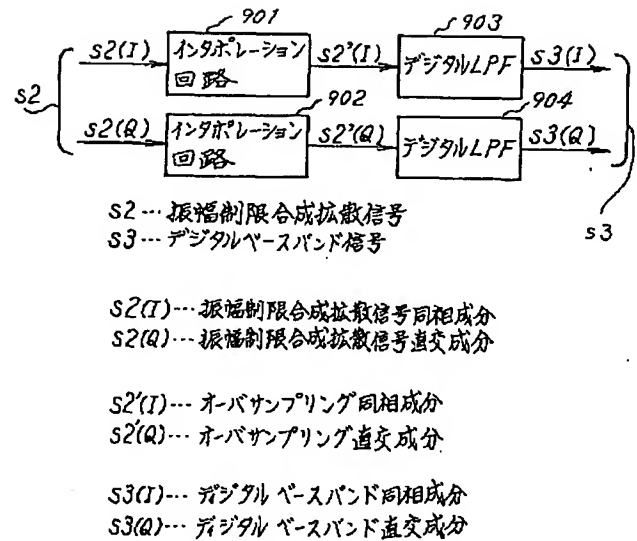 901
903
s2(I)
インタポレーション
回路
s2'(I)
デジタルLPF
s3(I)
s2
902
904
s2(Q)
インタポレーション
回路
s2'(Q)
デジタルLPF
s3(Q)
s3
s2…振幅制限合成拡散信号
s3…デジタルベースバンド信号
s2(I)…振幅制限合成拡散信号同相成分
s2(Q)…振幅制限合成拡散信号直交成分
s2'(I)…オーバサンプリング同相成分
s2'(Q)…オーバサンプリング直交成分
s3(I)…ディジタルベースバンド同相成分
s3(Q)…ディジタルベースバンド直交成分